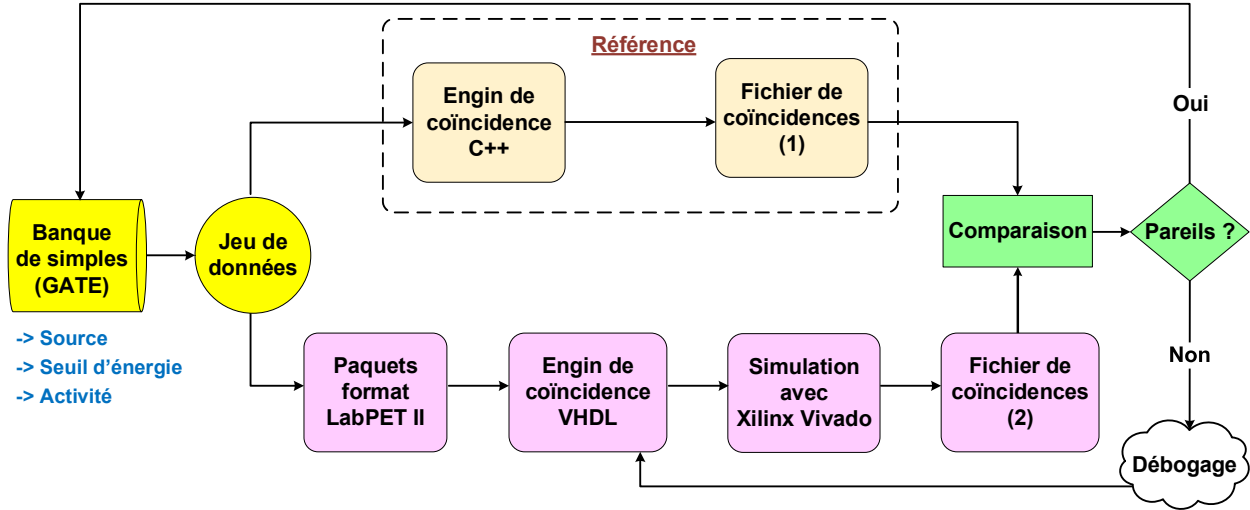 Référence
Engin de
coïncidence
C++
Fichier de
coïncidences
(1)
Oui
Banque
de simples
(GATE)
Jeu de
données
Comparaison
Pareils ?
-> Source
-> Seuil d'énergie
-> Activité
Paquets
format
LabPET II
Engin de
coïncidence
VHDL
Simulation
avec
Xilinx Vivado
Fichier de
coïncidences
(2)
Non
Débogage